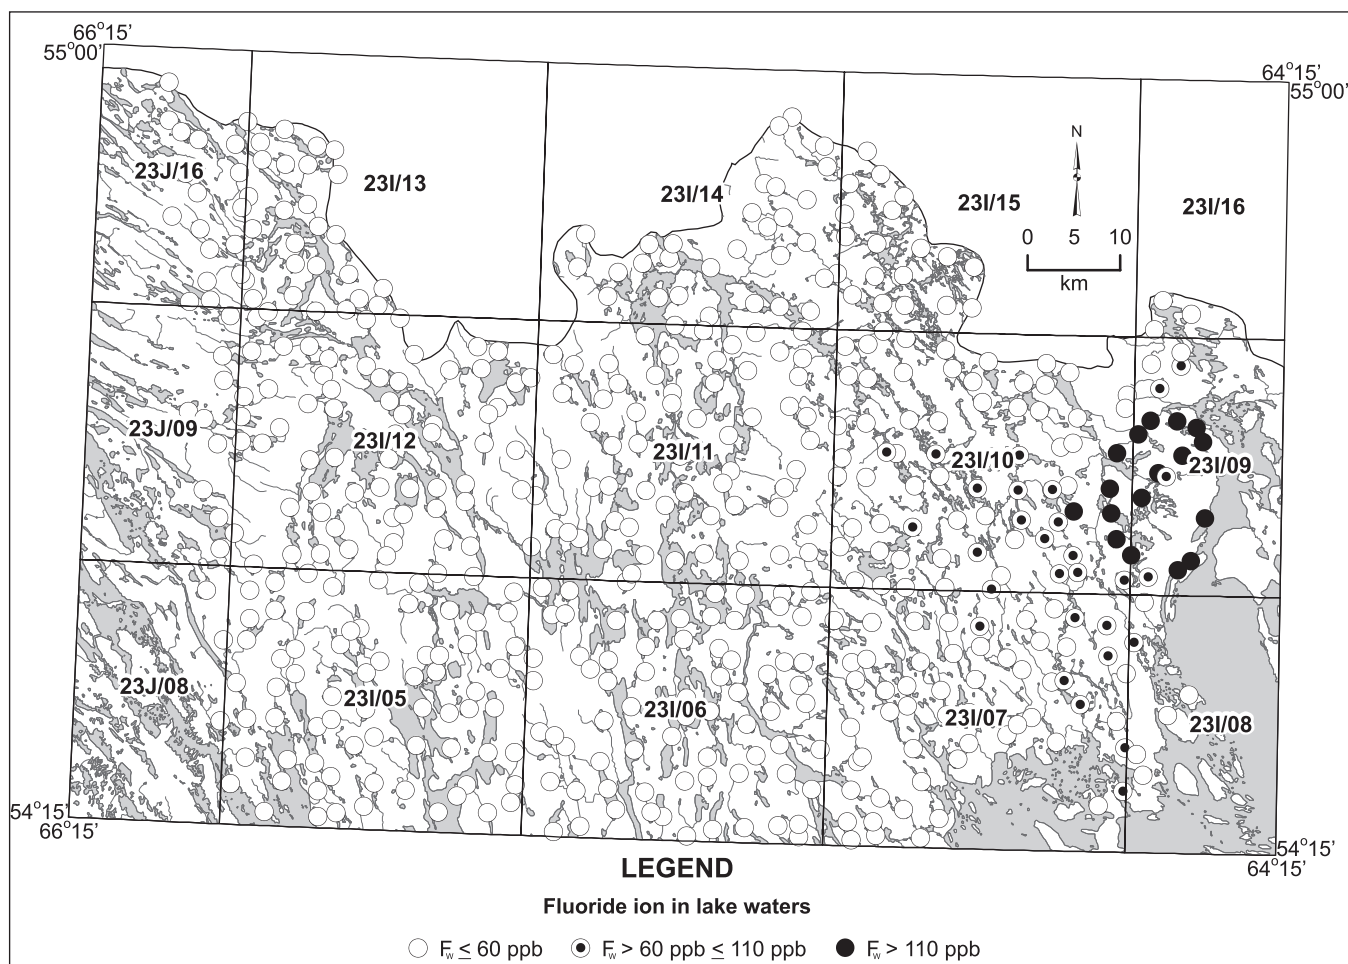 66°15'
55°00'
64°15'
55°00'
N
23J/16
23I/13
23I/14
23I/15
23I/16
0 5 10
km
23J/09
23I/12
23I/11
23I/10
23I/09
23J/08
23I/05
23I/06
23I/07
23I/08
54°15'
66°15'
54°15'
64°15'
LEGEND
Fluoride ion in lake waters
Fw ≤ 60 ppb Fw > 60 ppb ≤ 110 ppb Fw > 110 ppb